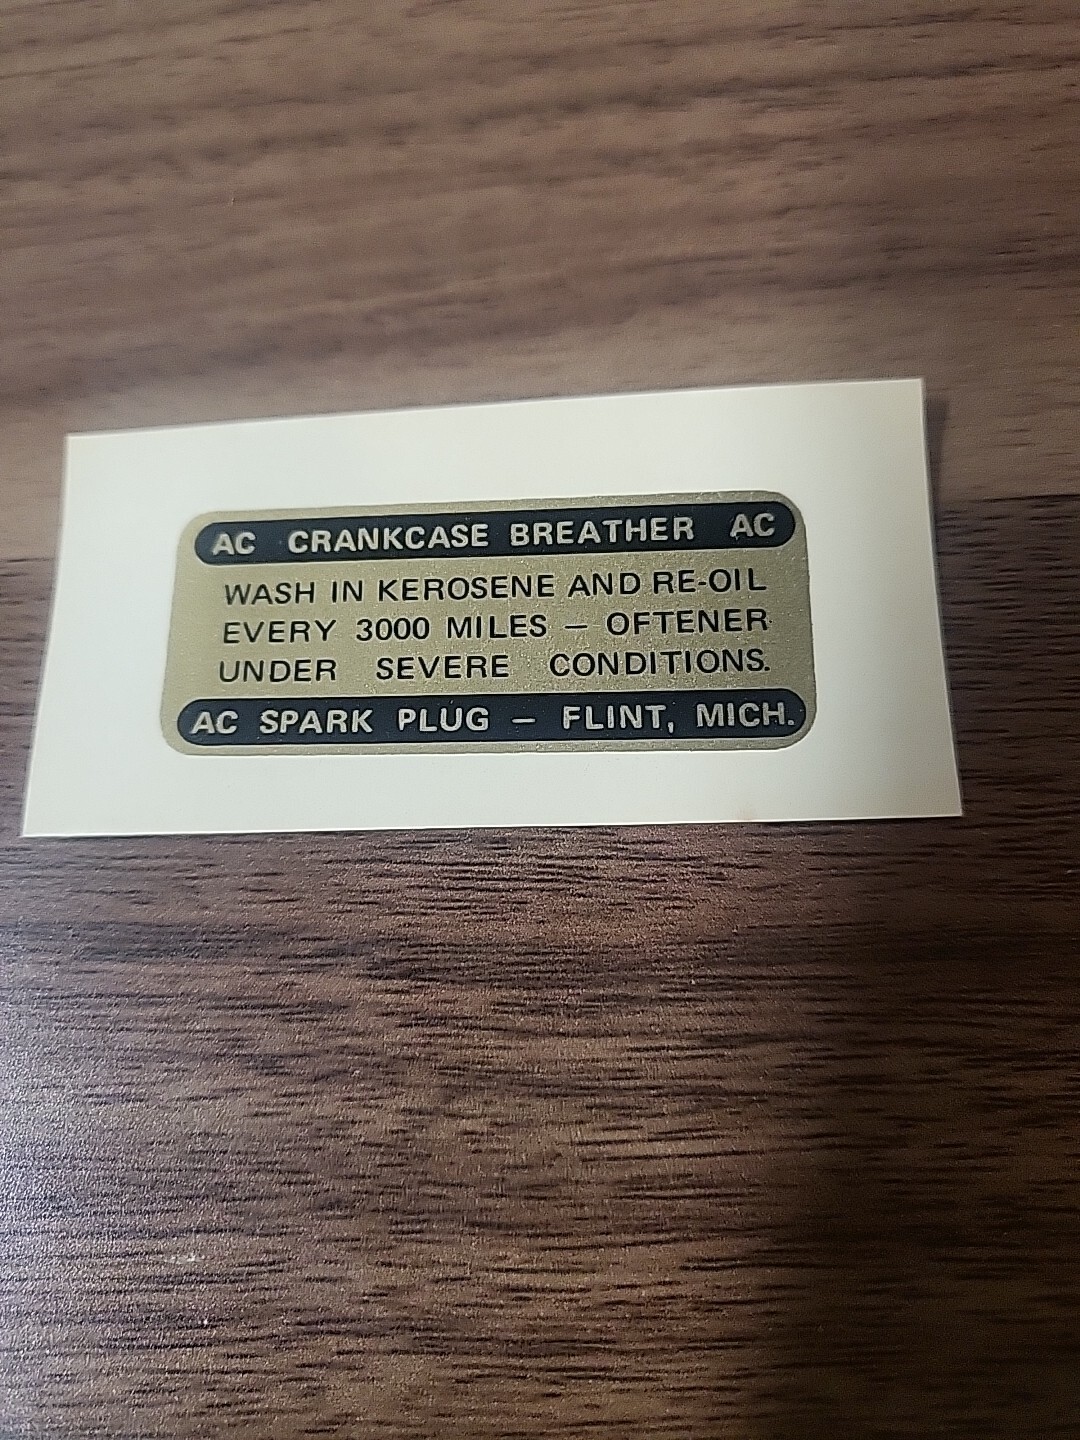 AC CRANKCASE BREATHER AC
WASH IN KEROSENE AND RE-OIL
EVERY 3000 MILES — OFTENER
UNDER SEVERE CONDITIONS.
AC SPARK PLUG — FLINT, MICH.